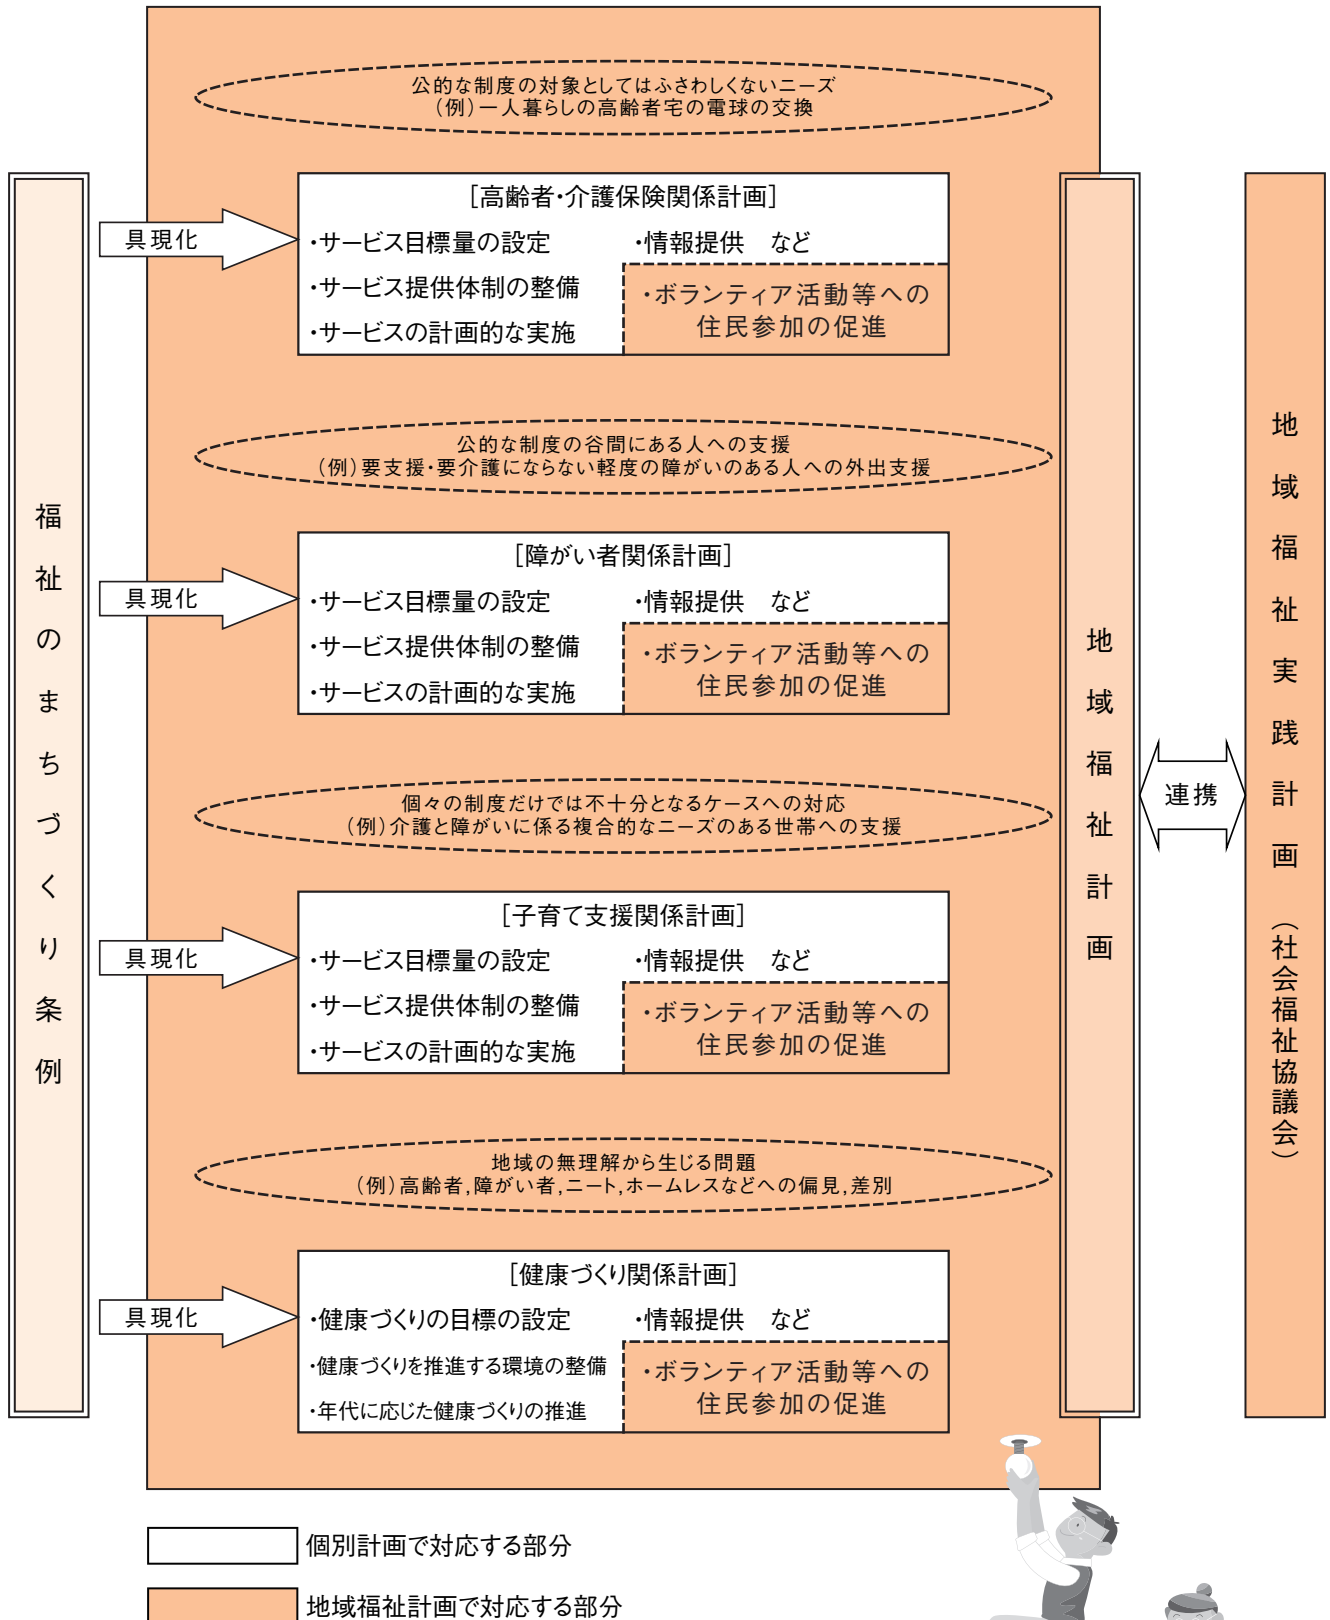 公的な制度の対象としてはふさわしくないニーズ
（例）一人暮らしの高齢者宅の電球の交換
福祉のまちづくり条例
具現化
［高齢者・介護保険関係計画］
・サービス目標量の設定
・情報提供　など
・サービス提供体制の整備
・サービスの計画的な実施
・ボランティア活動等への
住民参加の促進
公的な制度の谷間にある人への支援
（例）要支援・要介護にならない軽度の障がいのある人への外出支援
具現化
［障がい者関係計画］
・サービス目標量の設定
・情報提供　など
・サービス提供体制の整備
・サービスの計画的な実施
・ボランティア活動等への
住民参加の促進
個々の制度だけでは不十分となるケースへの対応
（例）介護と障がいに係る複合的なニーズのある世帯への支援
具現化
［子育て支援関係計画］
・サービス目標量の設定
・情報提供　など
・サービス提供体制の整備
・サービスの計画的な実施
・ボランティア活動等への
住民参加の促進
地域の無理解から生じる問題
（例）高齢者，障がい者，ニート，ホームレスなどへの偏見，差別
具現化
［健康づくり関係計画］
・健康づくりの目標の設定
・情報提供　など
・健康づくりを推進する環境の整備
・年代に応じた健康づくりの推進
・ボランティア活動等への
住民参加の促進
地域福祉計画
連携
地域福祉実践計画（社会福祉協議会）
個別計画で対応する部分
地域福祉計画で対応する部分